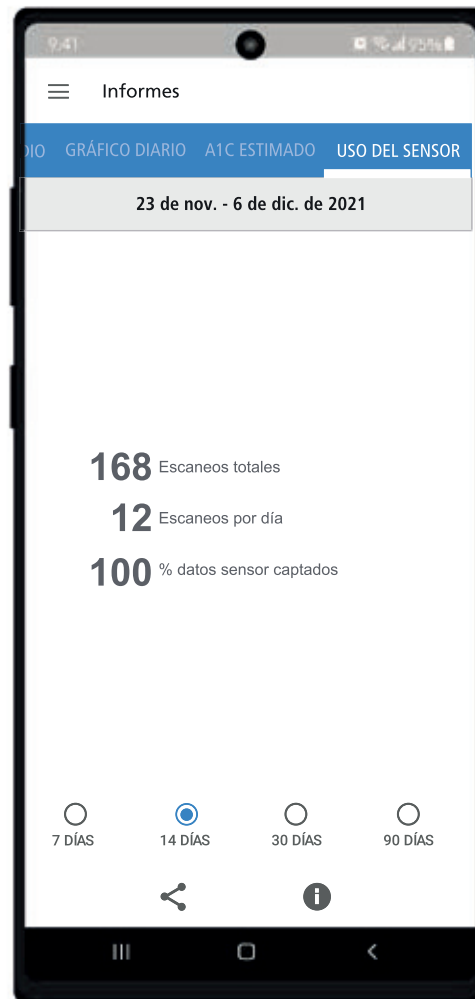 9:41 95%
Informes
DIO GRÁFICO DIARIO A1C ESTIMADO USO DEL SENSOR
23 de nov. - 6 de dic. de 2021
168 Escaneos totales
12 Escaneos por día
100 % datos sensor captados
7 DÍAS 14 DÍAS 30 DÍAS 90 DÍAS